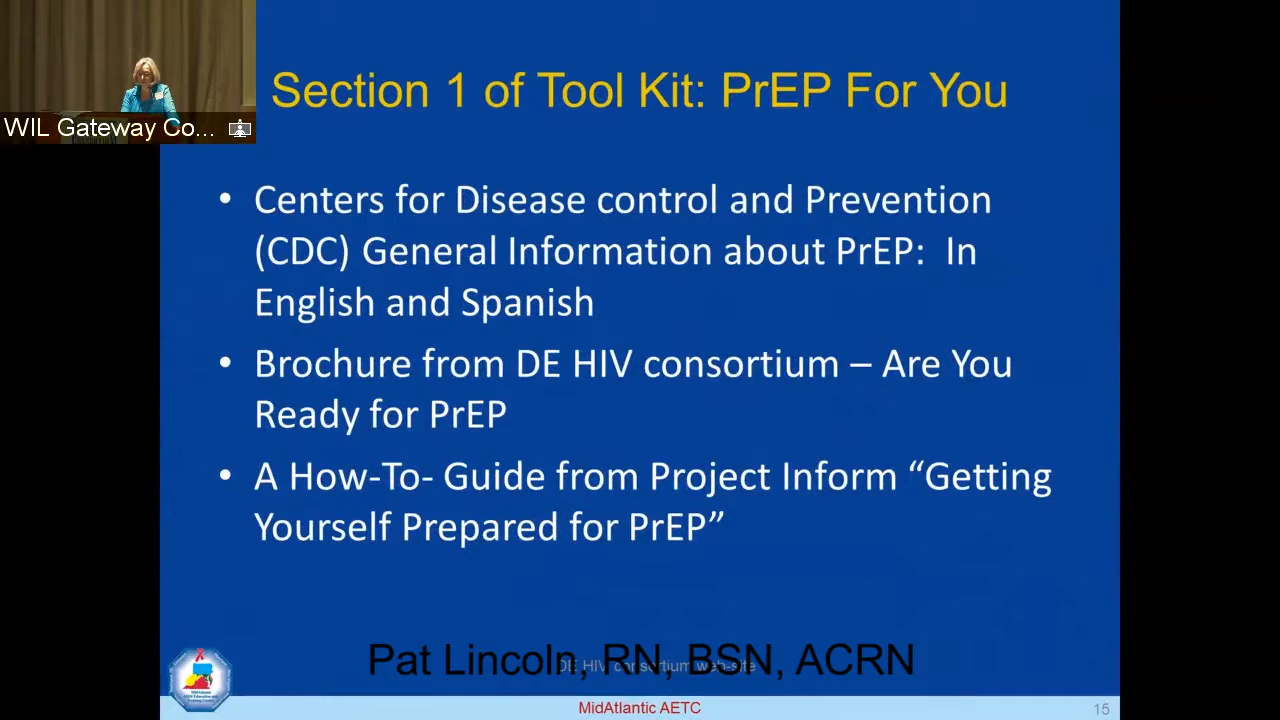 WIL Gateway Co...
Section 1 of Tool Kit: PrEP For You
• Centers for Disease control and Prevention
(CDC) General Information about PrEP: In
English and Spanish
• Brochure from DE HIV consortium – Are You
Ready for PrEP
• A How-To- Guide from Project Inform “Getting
Yourself Prepared for PrEP”
Pat Lincoln, RN, BSN, ACRN
DE HIV consortium web-site
MidAtlantic AETC
15